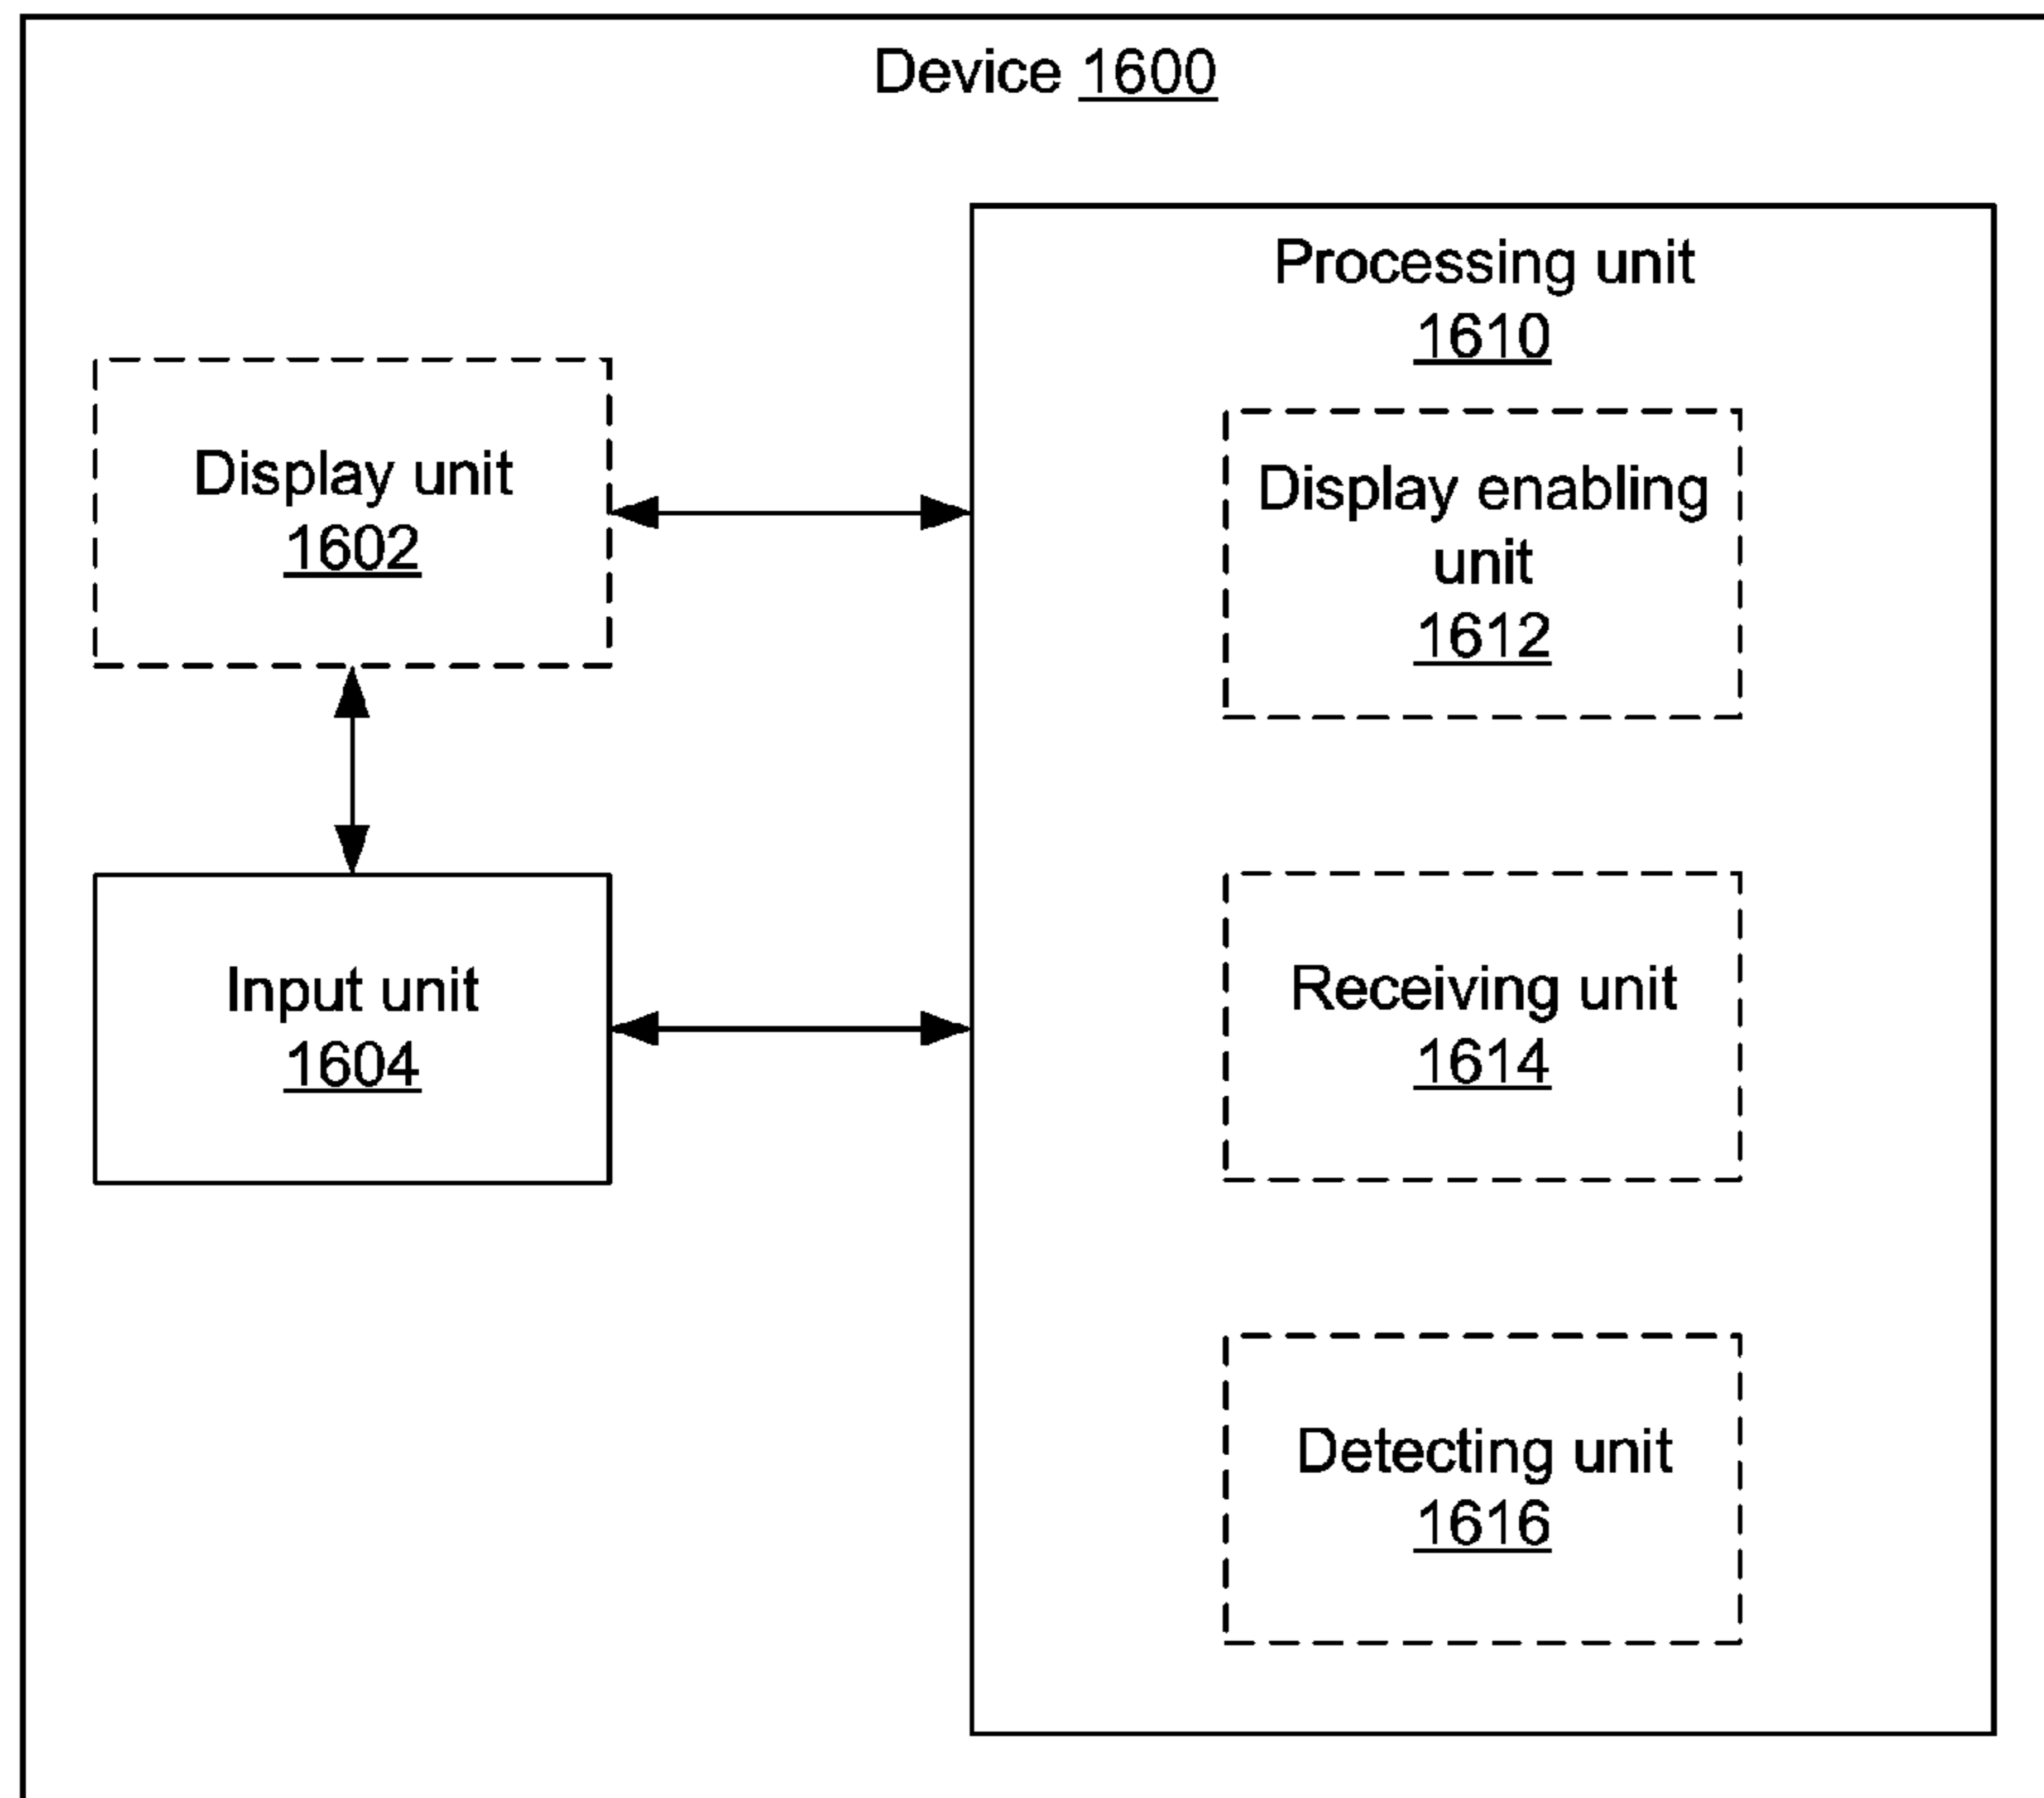 Device 1600
Processing unit
1610
Display unit
1602
Display enabling
unit
1612
Input unit
1604
Receiving unit
1614
Detecting unit
1616